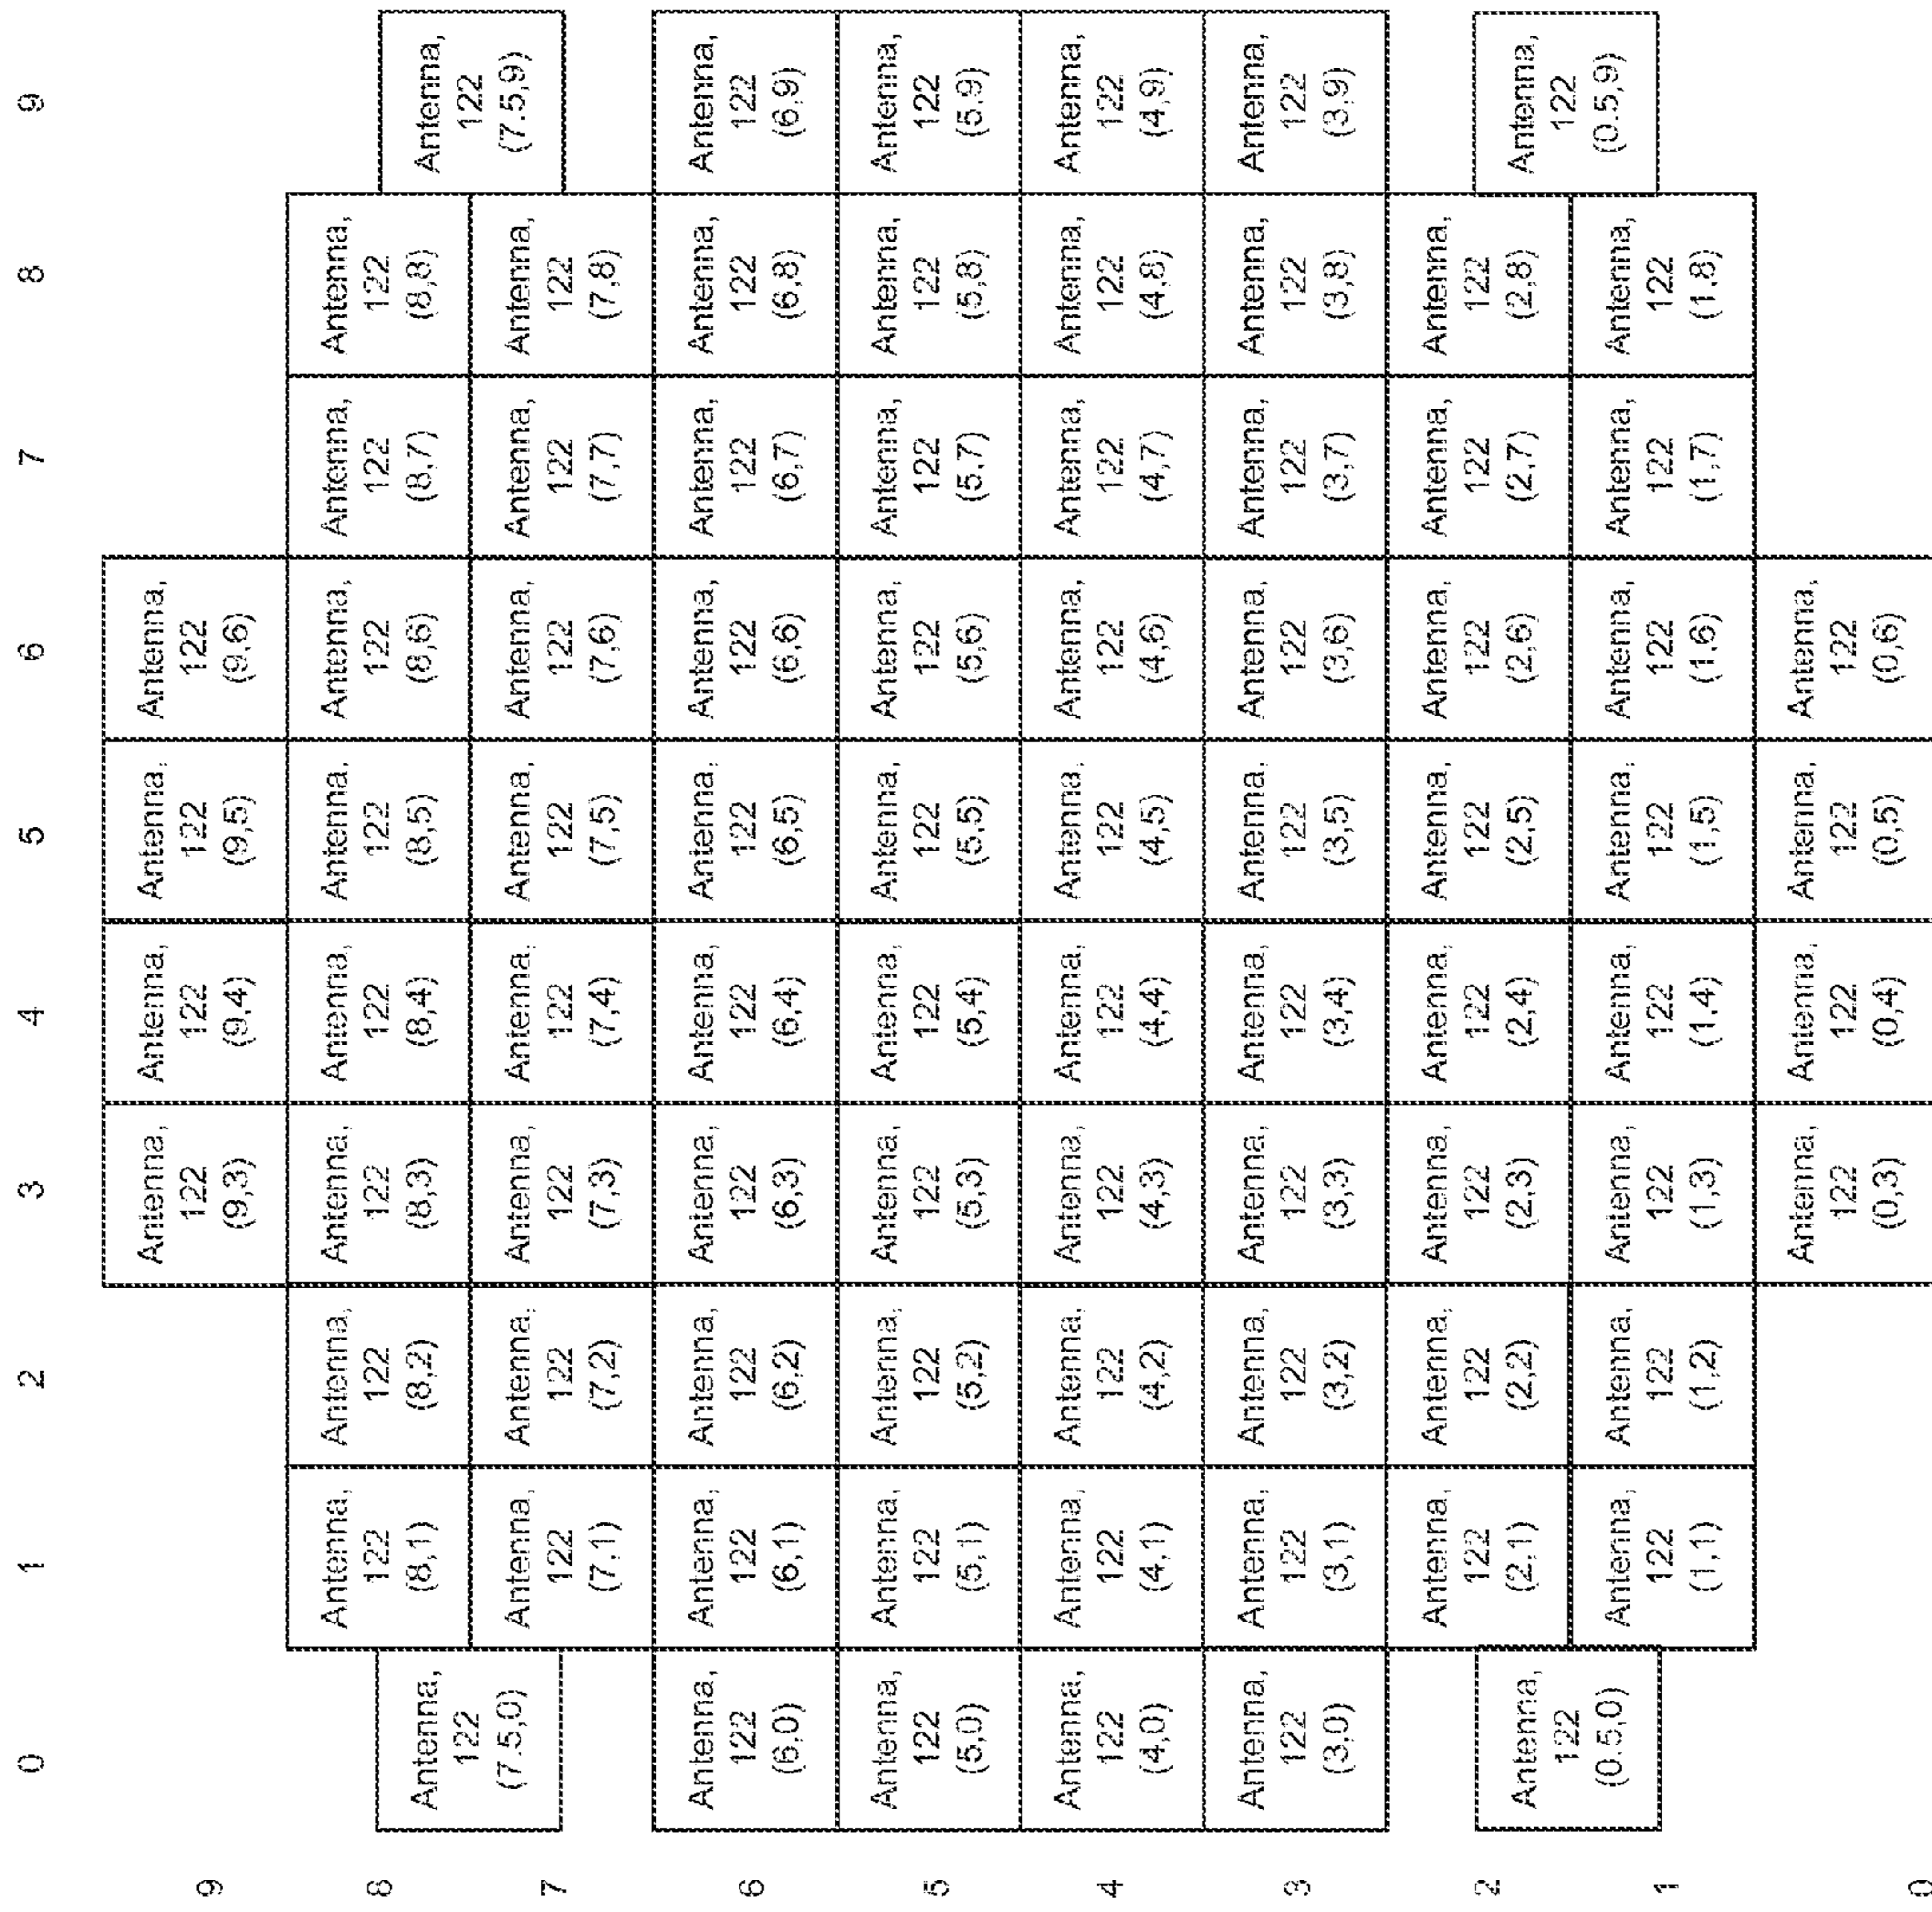 0 1 2 3 4 5 6 7 8 9
Antenna, Antenna, Antenna, Antenna,
9 122 122 122 122
(9,3) (9,4) (9,5) (9,6)
Antenna, Antenna, Antenna, Antenna, Antenna, Antenna, Antenna, Antenna,
8 122 122 122 122 122 122 122 122
(8,1) (8,2) (8,3) (8,4) (8,5) (8,6) (8,7) (8,8)
Antenna, Antenna,
122 122
(7.5,0) (7.5,9)
Antenna, Antenna, Antenna, Antenna, Antenna, Antenna, Antenna, Antenna,
7 122 122 122 122 122 122 122 122
(7,1) (7,2) (7,3) (7,4) (7,5) (7,6) (7,7) (7,8)
Antenna, Antenna, Antenna, Antenna, Antenna, Antenna, Antenna, Antenna, Antenna, Antenna,
6 122 122 122 122 122 122 122 122 122 122
(6,0) (6,1) (6,2) (6,3) (6,4) (6,5) (6,6) (6,7) (6,8) (6,9)
Antenna, Antenna, Antenna, Antenna, Antenna, Antenna, Antenna, Antenna, Antenna, Antenna,
5 122 122 122 122 122 122 122 122 122 122
(5,0) (5,1) (5,2) (5,3) (5,4) (5,5) (5,6) (5,7) (5,8) (5,9)
Antenna, Antenna, Antenna, Antenna, Antenna, Antenna, Antenna, Antenna, Antenna, Antenna,
4 122 122 122 122 122 122 122 122 122 122
(4,0) (4,1) (4,2) (4,3) (4,4) (4,5) (4,6) (4,7) (4,8) (4,9)
Antenna, Antenna, Antenna, Antenna, Antenna, Antenna, Antenna, Antenna, Antenna, Antenna,
3 122 122 122 122 122 122 122 122 122 122
(3,0) (3,1) (3,2) (3,3) (3,4) (3,5) (3,6) (3,7) (3,8) (3,9)
Antenna, Antenna, Antenna, Antenna, Antenna, Antenna, Antenna, Antenna,
2 122 122 122 122 122 122 122 122
(2,1) (2,2) (2,3) (2,4) (2,5) (2,6) (2,7) (2,8)
Antenna, Antenna,
122 122
(0.5,0) (0.5,9)
Antenna, Antenna, Antenna, Antenna, Antenna, Antenna, Antenna, Antenna,
1 122 122 122 122 122 122 122 122
(1,1) (1,2) (1,3) (1,4) (1,5) (1,6) (1,7) (1,8)
Antenna, Antenna, Antenna, Antenna,
122 122 122 122
(0,3) (0,4) (0,5) (0,6)
0